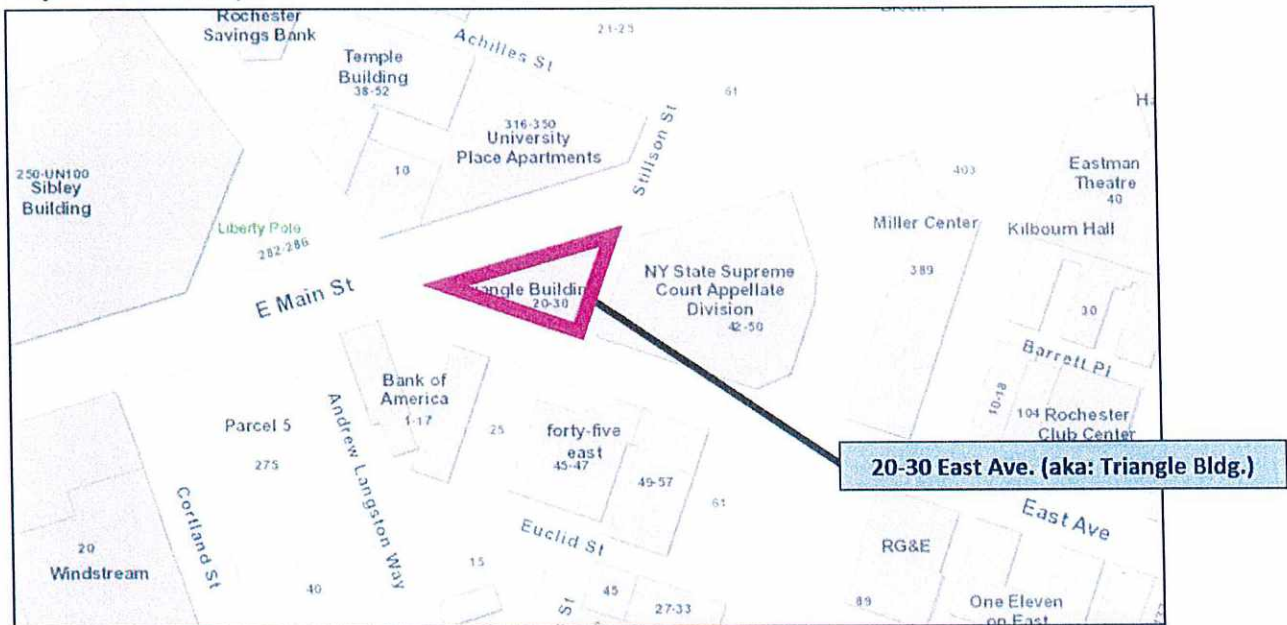 Rochester
Savings Bank
Temple
Building
38-52
Achilles St
21-25
61
316-350
University
Place Apartments
Stillson St
10
250-UN100
Sibley
Building
Liberty Pole
282-286
E Main St
angle Buildin
20-30
NY State Supreme
Court Appellate
Division
42-50
Miller Center
389
403
Eastman
Theatre
40
Kilbourn Hall
30
Barrett Pl
10-18
104 Rochester
Club Center
20-30 East Ave. (aka: Triangle Bldg.)
Bank of
America
1-17
Parcel 5
275
Andrew Langston Way
25
forty-five
east
45-47
49-57
61
Cortland St
Euclid St
East Ave
RG&E
89
One Eleven
on East
20
Windstream
40
15
45
St
27-33